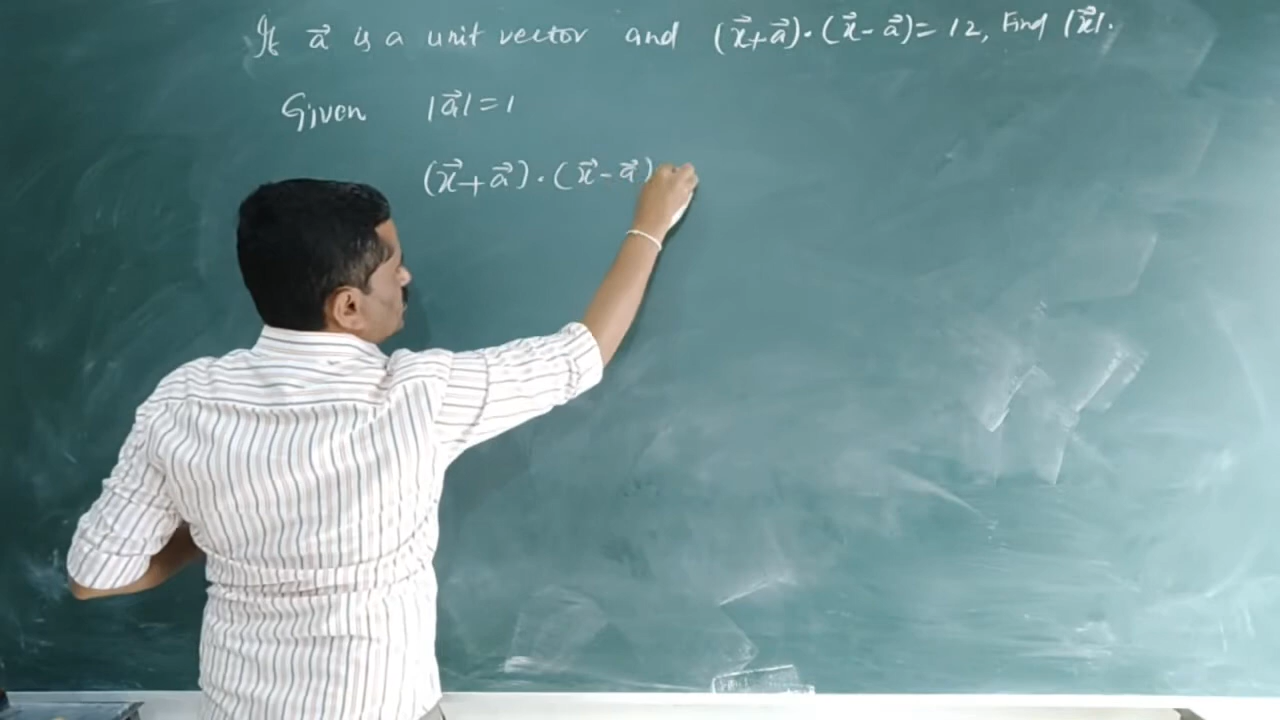 If a⃗ is a unit vector and (x⃗+a⃗)·(x⃗-a⃗)=12, Find |x⃗|.
Given |a⃗|=1
(x⃗+a⃗)·(x⃗-a⃗)